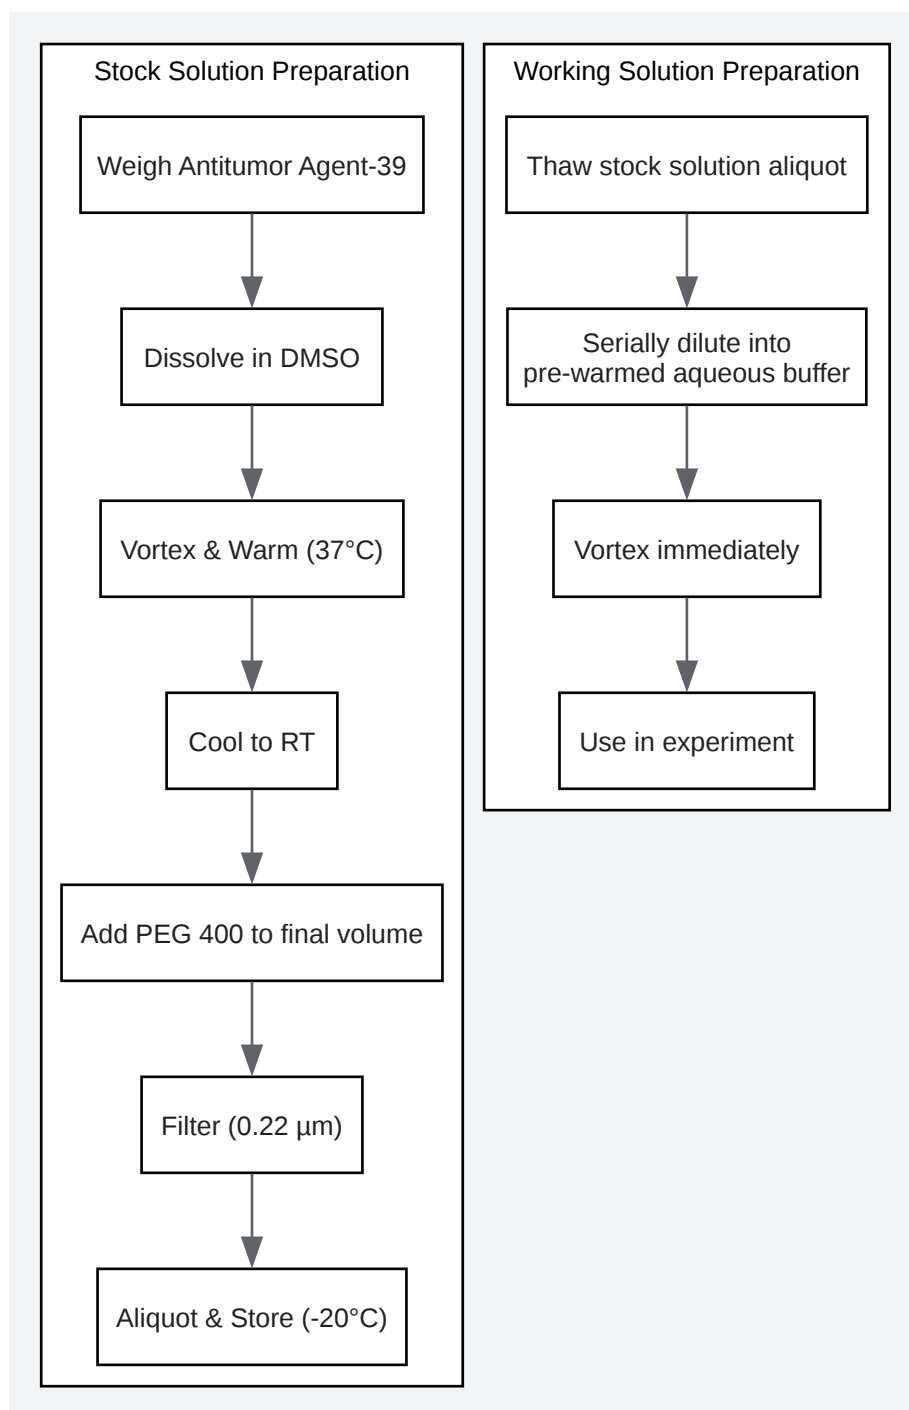 Stock Solution Preparation
Weigh Antitumor Agent-39
Dissolve in DMSO
Vortex & Warm (37°C)
Cool to RT
Add PEG 400 to final volume
Filter (0.22 µm)
Aliquot & Store (-20°C)
Working Solution Preparation
Thaw stock solution aliquot
Serially dilute into
pre-warmed aqueous buffer
Vortex immediately
Use in experiment